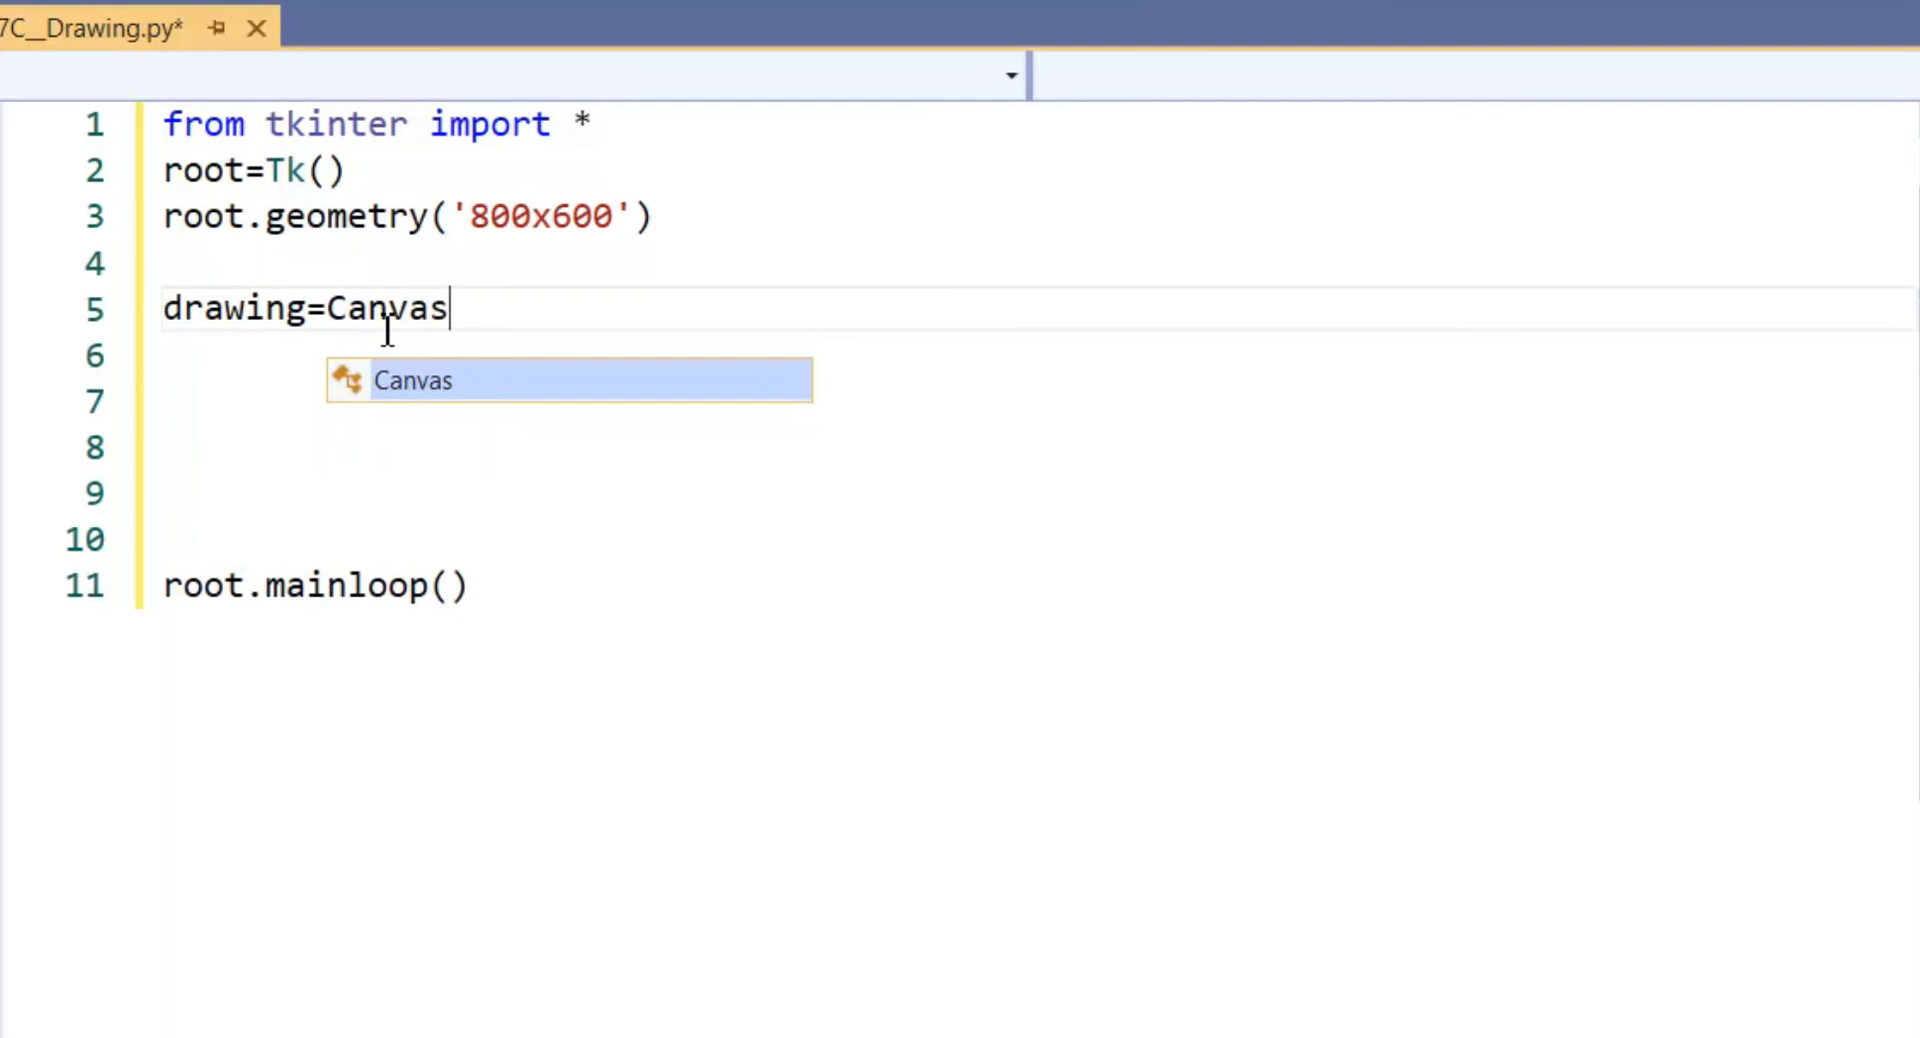 7C__Drawing.py*
1 from tkinter import *
2 root=Tk()
3 root.geometry('800x600')
4
5 drawing=Canvas
6
Canvas
7
8
9
10
11 root.mainloop()